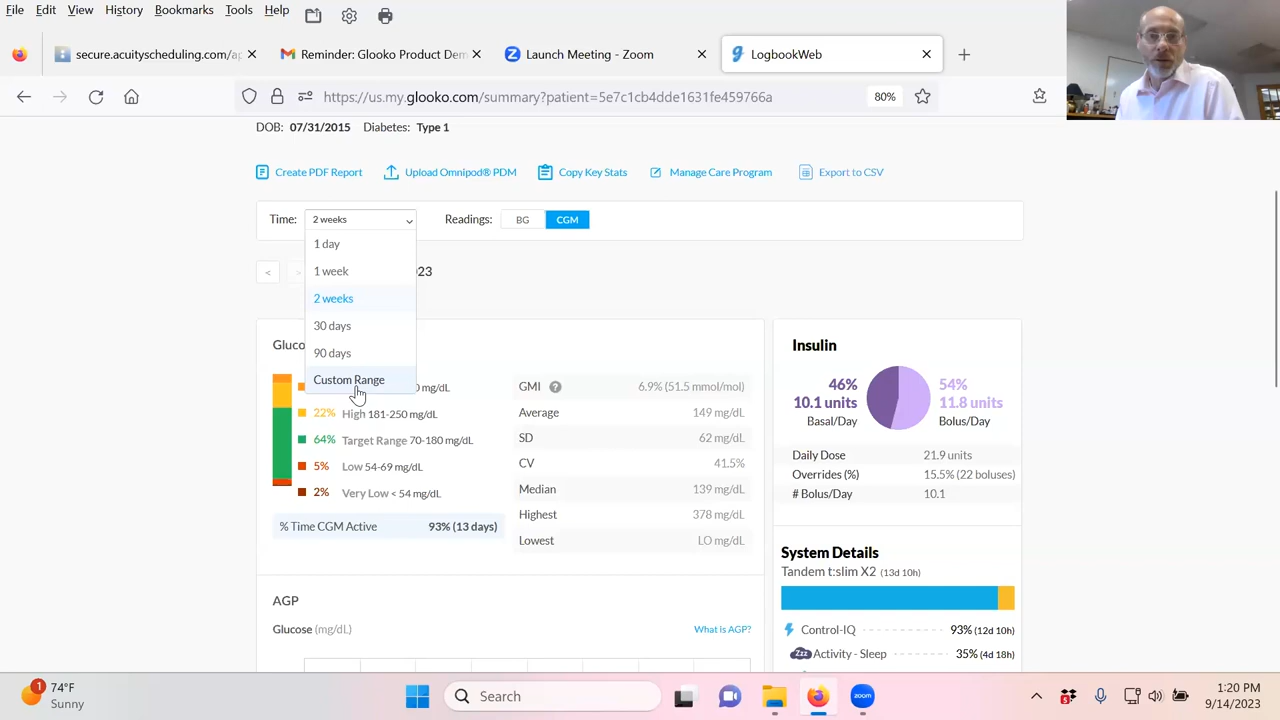 File Edit View History Bookmarks Tools Help
secure.acuityscheduling.com/a
Gmail Reminder: Glooko Product Dem
Launch Meeting - Zoom
LogbookWeb
.my.glooko.com/summary?patient=5e7c1cb4dde1631fe459766a
80%
DOB: 07/31/2015 Diabetes: Type 1
Create PDF Report Upload Omnipod® PDM Copy Key Stats Manage Care Program Export to CSV
Time: 2 weeks Readings: BG CGM
1 day
1 week
< > 23
2 weeks
30 days
90 days
Custom Range
Gluco
mg/dL
22% High 181-250 mg/dL
64% Target Range 70-180 mg/dL
5% Low 54-69 mg/dL
2% Very Low < 54 mg/dL
% Time CGM Active 93% (13 days)
GMI ? 6.9% (51.5 mmol/mol)
Average 149 mg/dL
SD 62 mg/dL
CV 41.5%
Median 139 mg/dL
Highest 378 mg/dL
Lowest LO mg/dL
Insulin
46% 54%
10.1 units 11.8 units
Basal/Day Bolus/Day
Daily Dose 21.9 units
Overrides (%) 15.5% (22 boluses)
# Bolus/Day 10.1
AGP
Glucose (mg/dL) What is AGP?
System Details
Tandem t:slim X2 (13d 10h)
Control-IQ 93% (12d 10h)
Zzz Activity - Sleep 35% (4d 18h)
1 74°F
Sunny
Search
zoom
1:20 PM
9/14/2023